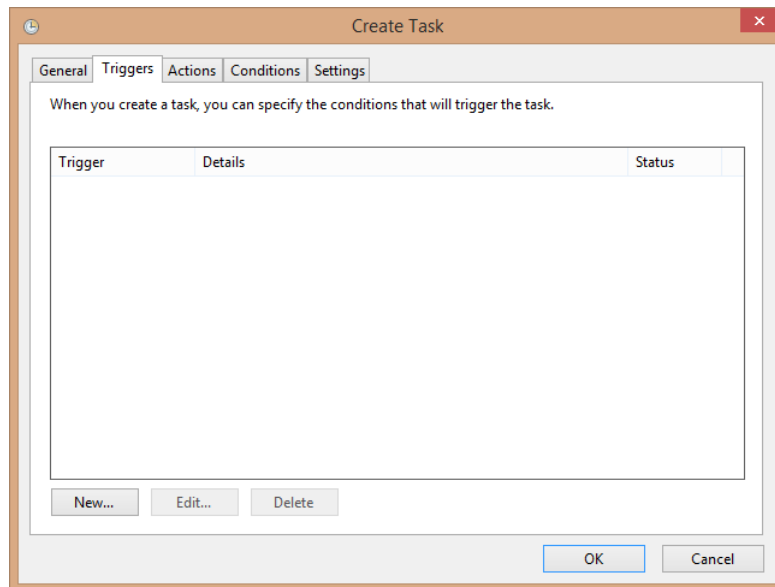 Create Task
General Triggers Actions Conditions Settings
When you create a task, you can specify the conditions that will trigger the task.
Trigger Details Status
New... Edit... Delete
OK Cancel